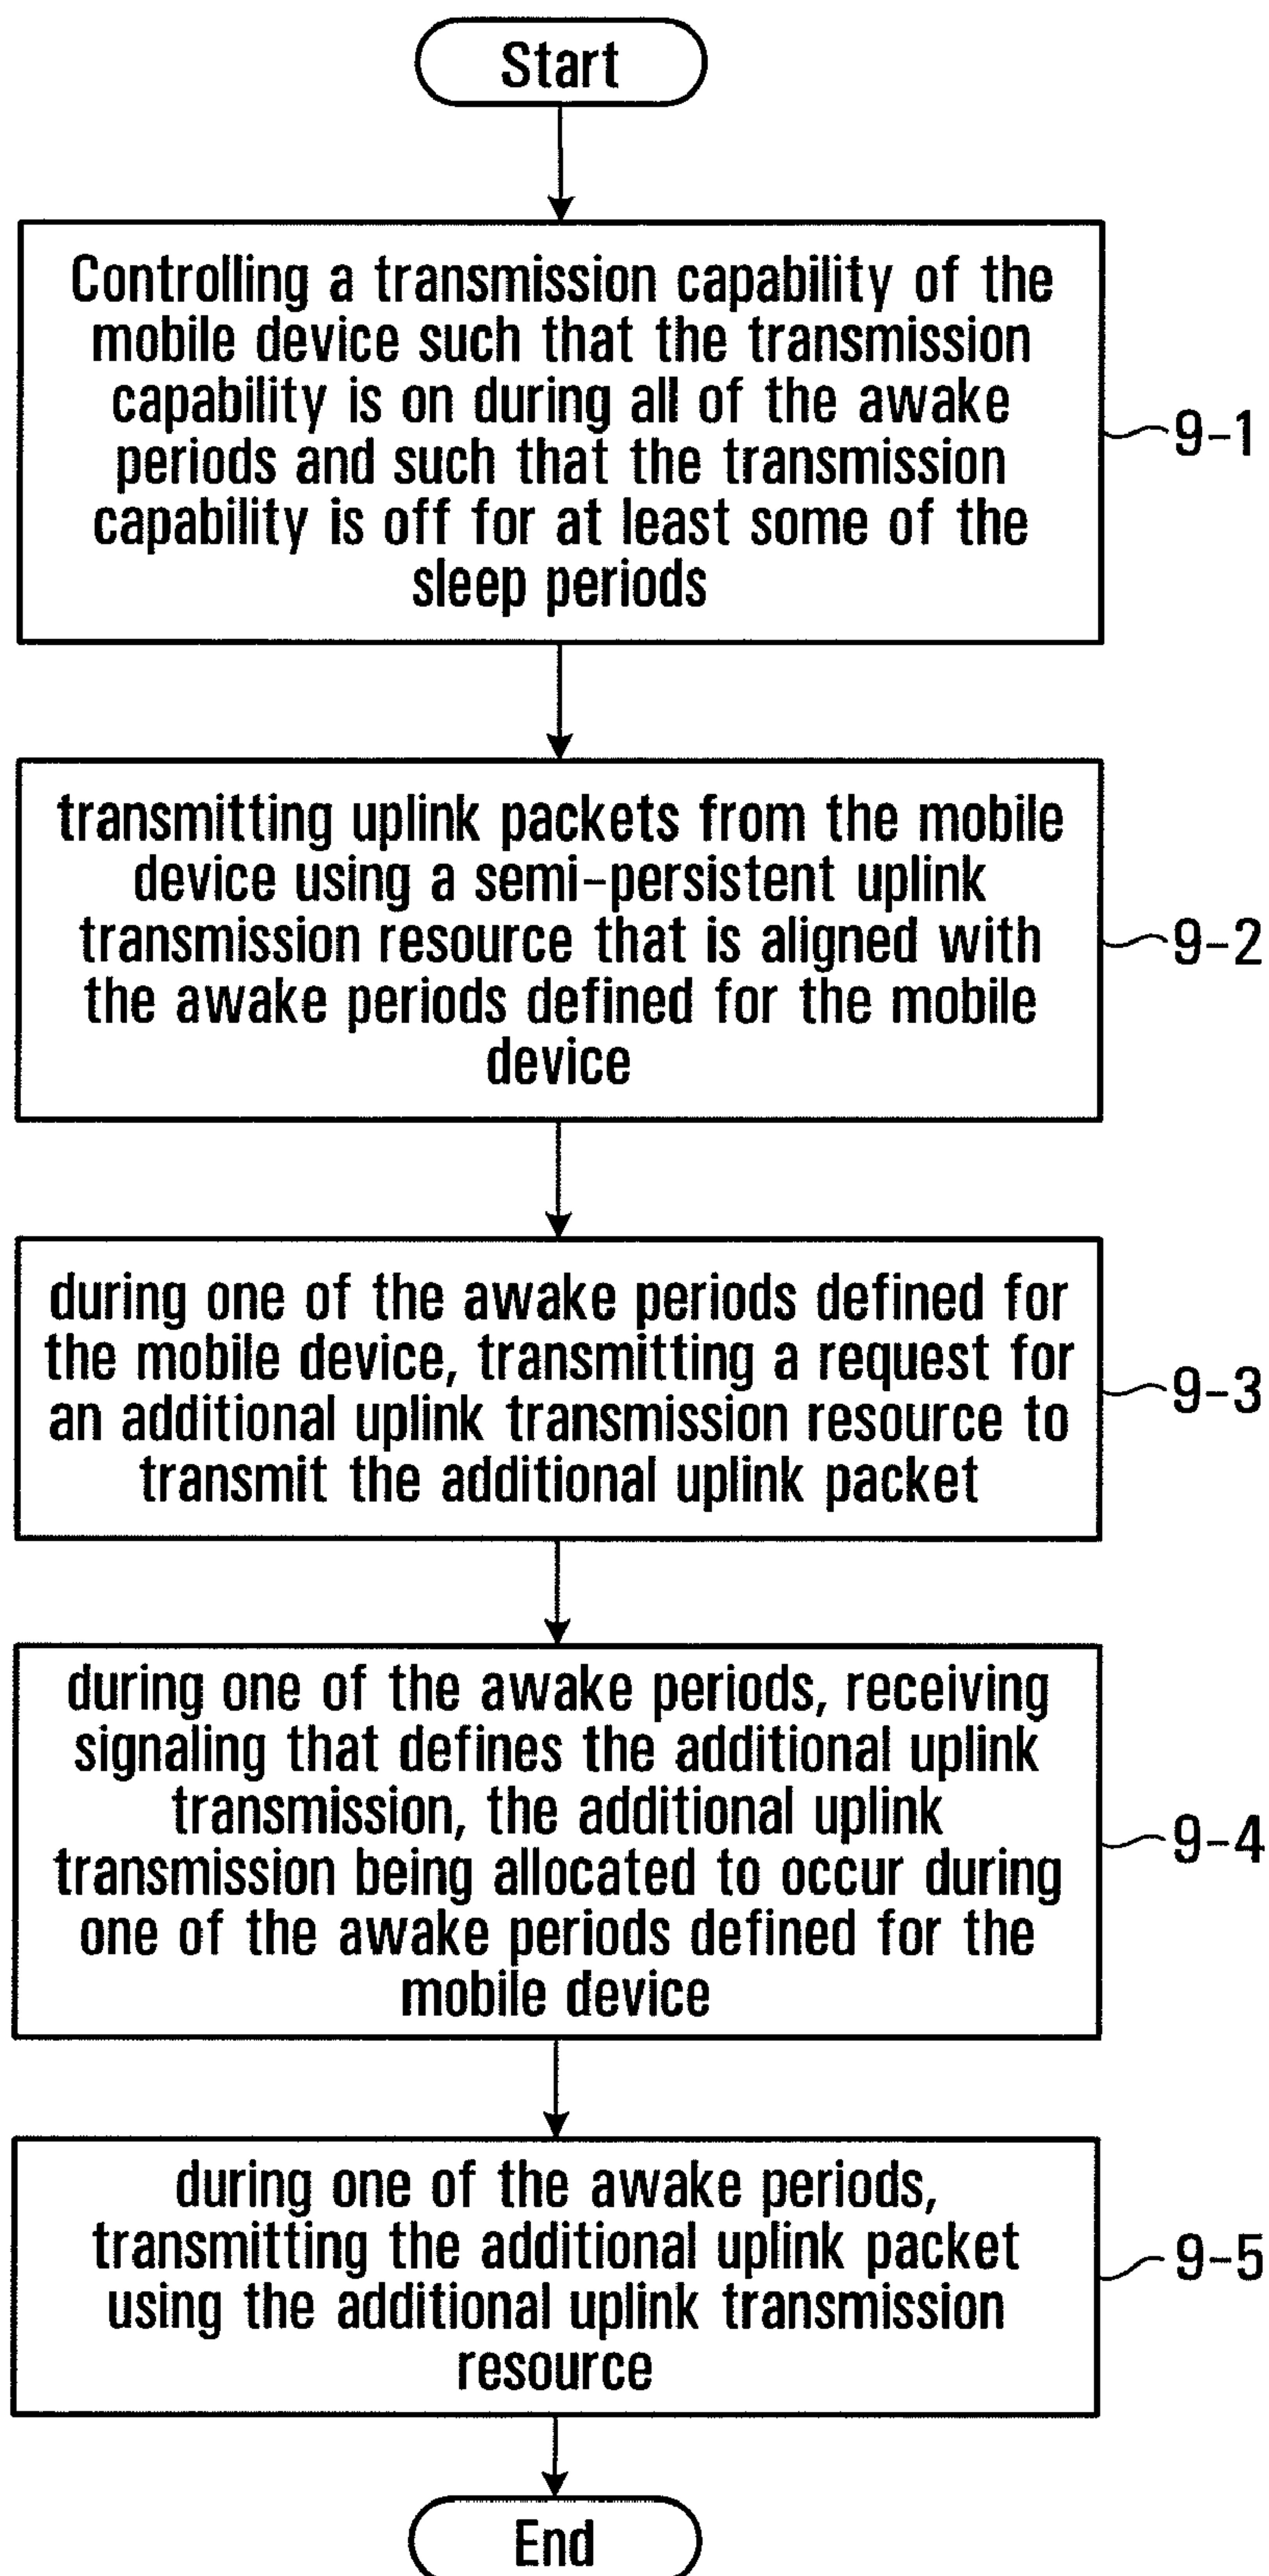 Start
Controlling a transmission capability of the
mobile device such that the transmission
capability is on during all of the awake
periods and such that the transmission
capability is off for at least some of the
sleep periods
9-1
transmitting uplink packets from the mobile
device using a semi-persistent uplink
transmission resource that is aligned with
the awake periods defined for the mobile
device
9-2
during one of the awake periods defined for
the mobile device, transmitting a request for
an additional uplink transmission resource to
transmit the additional uplink packet
9-3
during one of the awake periods, receiving
signaling that defines the additional uplink
transmission, the additional uplink
transmission being allocated to occur during
one of the awake periods defined for the
mobile device
9-4
during one of the awake periods,
transmitting the additional uplink packet
using the additional uplink transmission
resource
9-5
End